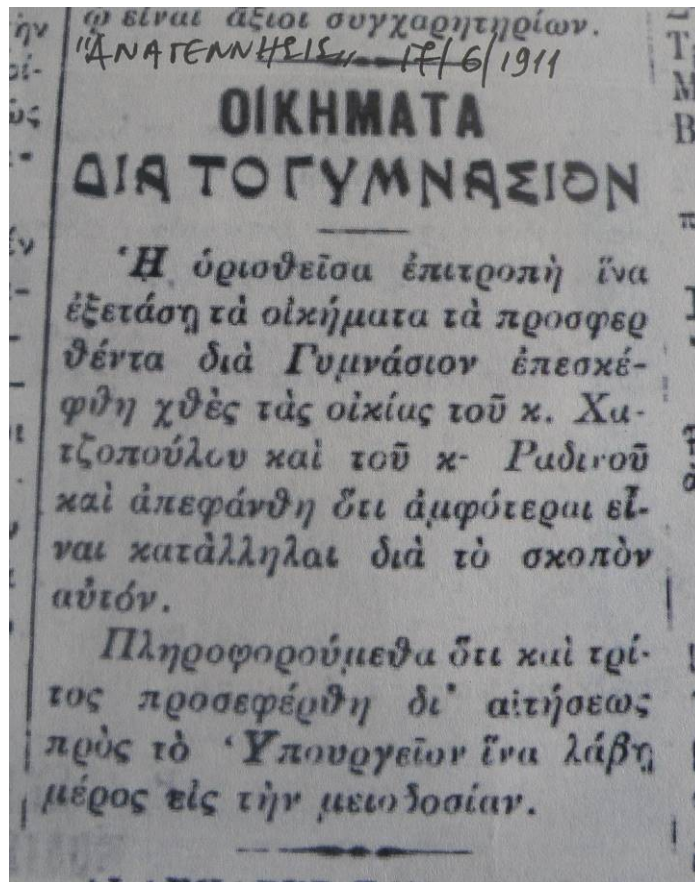 ᾧ εἶναι ἄξιοι συγχαρητηρίων.
"ΑΝΑΓΕΝΝΗΣΙΣ" 17/6/1911
ΟΙΚΗΜΑΤΑ
ΔΙΑ ΤΟ ΓΥΜΝΑΣΙΟΝ
Ἡ ὁρισθεῖσα ἐπιτροπὴ ἵνα
ἐξετάσῃ τὰ οἰκήματα τὰ προσφερ
θέντα διὰ Γυμνάσιον ἐπεσκέ-
φθη χθὲς τὰς οἰκίας τοῦ κ. Χα-
τζοπούλου καὶ τοῦ κ- Ραδινοῦ
καὶ ἀπεφάνθη ὅτι ἀμφότεραι εἶ-
ναι κατὰλληλαι διὰ τὸ σκοπὸν
αὐτόν.
Πληροφορούμεθα ὅτι καὶ τρί-
τος προσεφέρθη δι' αἰτήσεως
πρὸς τὸ Ὑπουργεῖον ἵνα λάβῃ
μέρος εἰς τὴν μειοδοσίαν.